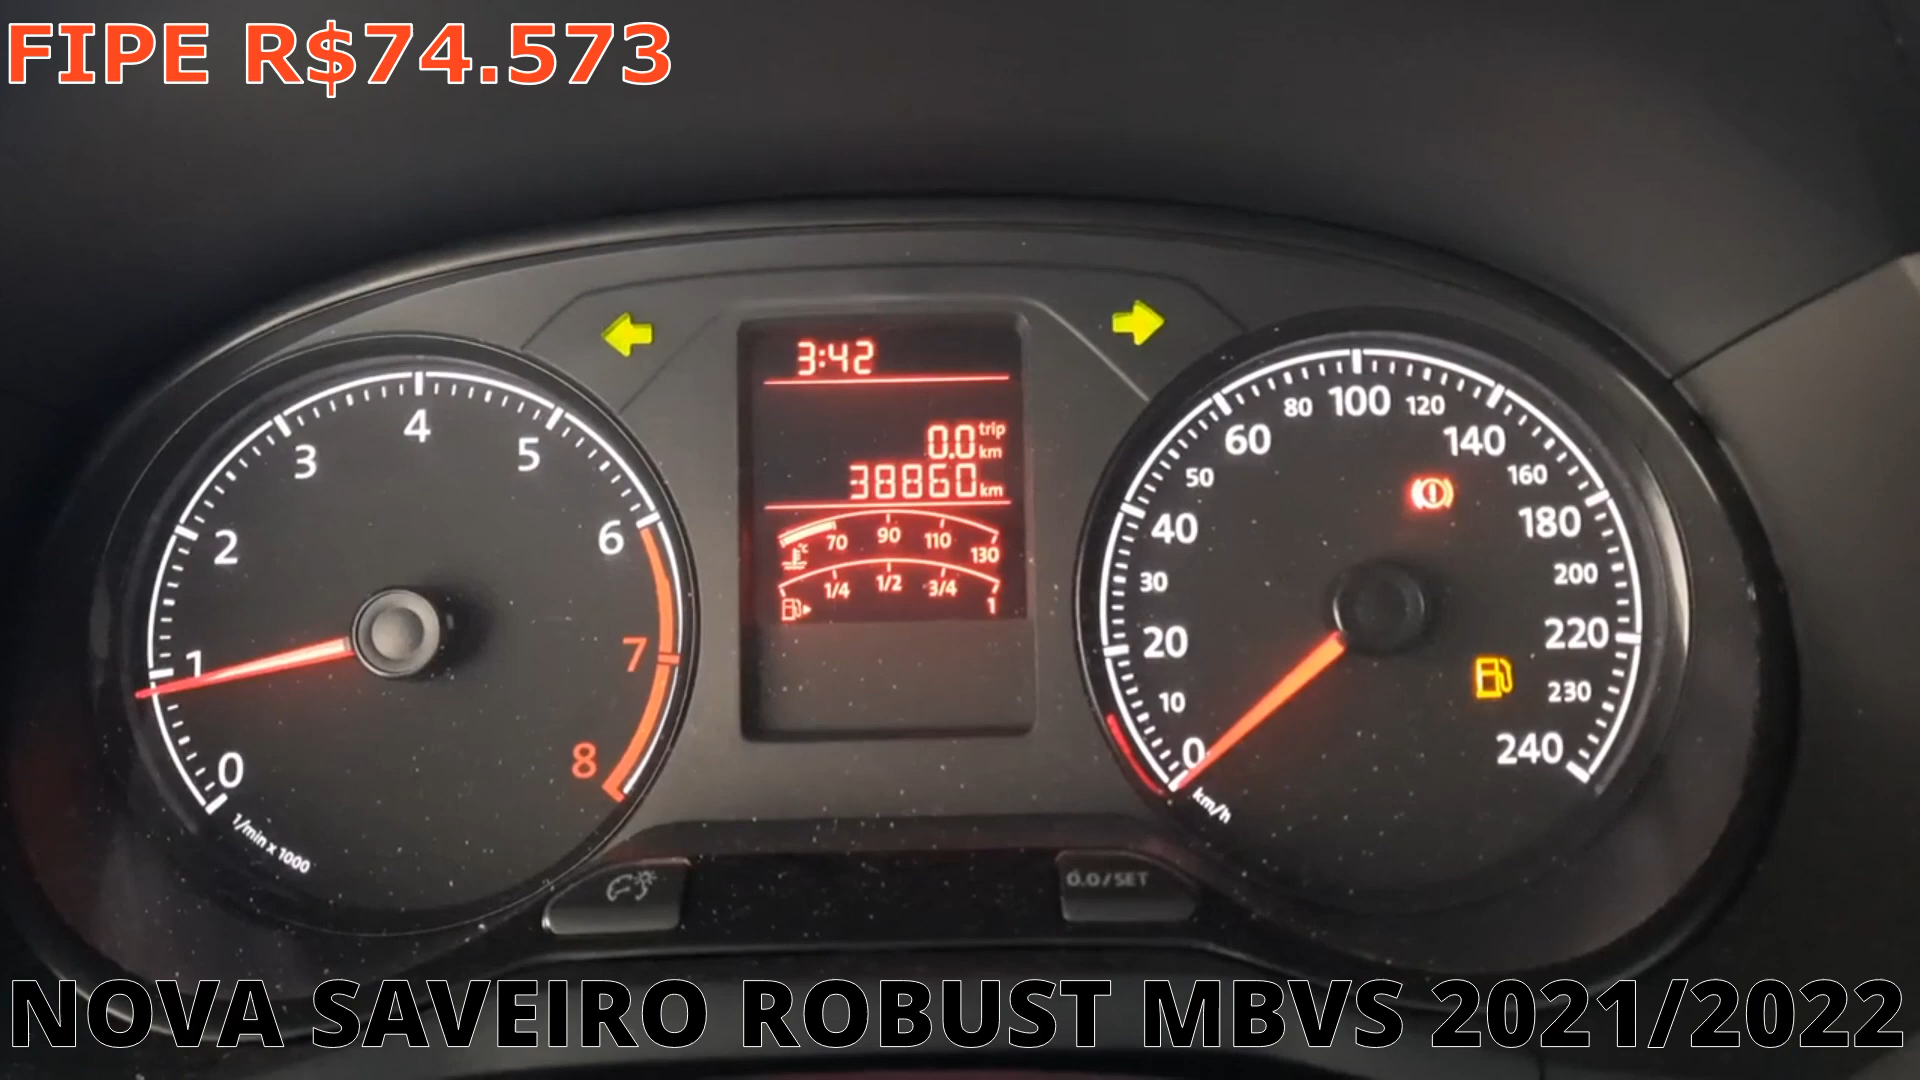 FIPE R$74.573
3:42
0.0 trip km
38860 km
70 90 110 130
°C
1/4 1/2 3/4 1
0 1 2 3 4 5 6 7 8
1/min x 1000
0 10 20 30 40 50 60 80 100 120 140 160 180 200 220 230 240
km/h
0.0/SET
NOVA SAVEIRO ROBUST MBVS 2021/2022